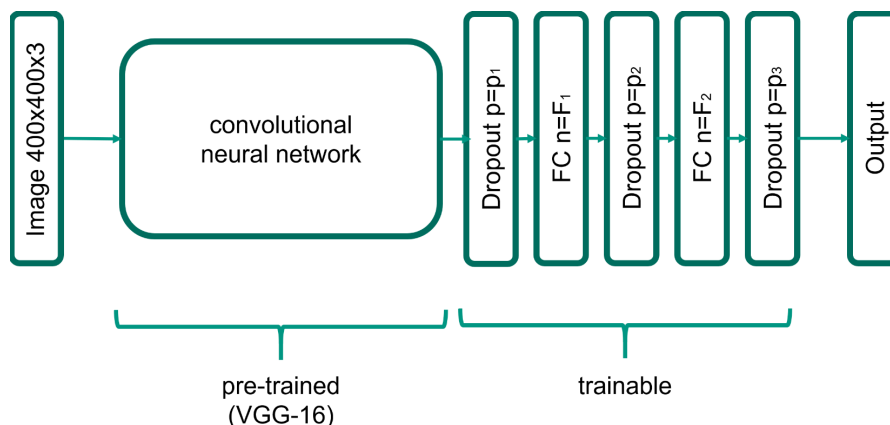 Image 400x400x3
convolutional
neural network
Dropout p=p₁
FC n=F₁
Dropout p=p₂
FC n=F₂
Dropout p=p₃
Output
pre-trained
(VGG-16)
trainable